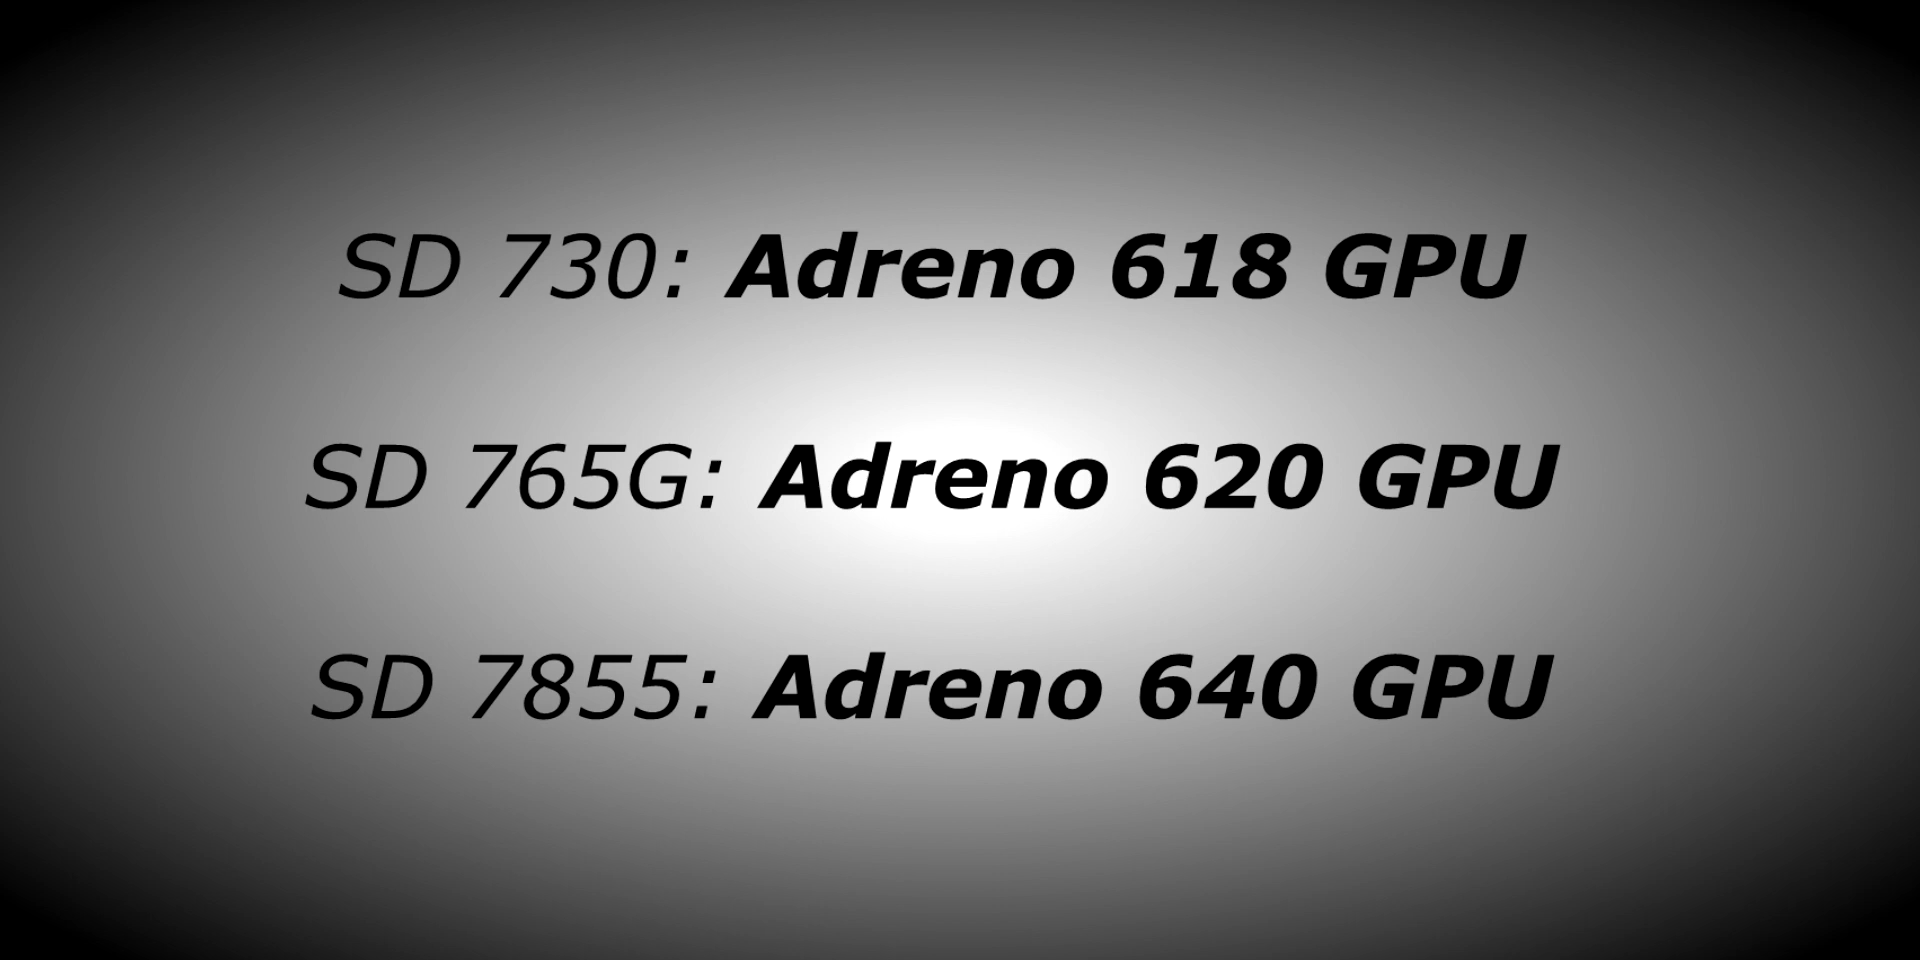 SD 730: Adreno 618 GPU
SD 765G: Adreno 620 GPU
SD 7855: Adreno 640 GPU